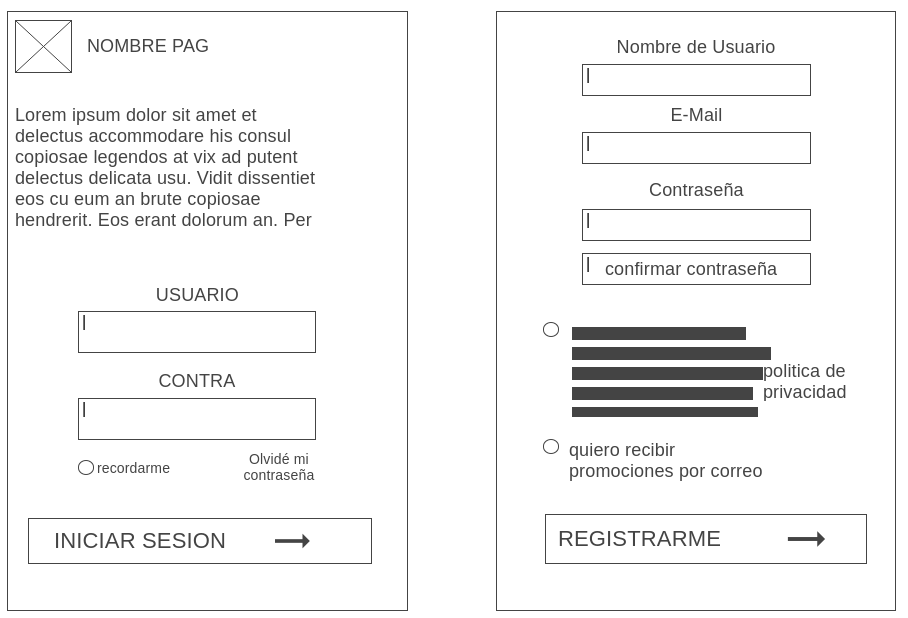 NOMBRE PAG
Lorem ipsum dolor sit amet et
delectus accommodare his consul
copiosae legendos at vix ad putent
delectus delicata usu. Vidit dissentiet
eos cu eum an brute copiosae
hendrerit. Eos erant dolorum an. Per
USUARIO
CONTRA
recordarme
Olvidé mi
contraseña
INICIAR SESION
Nombre de Usuario
E-Mail
Contraseña
confirmar contraseña
politica de
privacidad
quiero recibir
promociones por correo
REGISTRARME